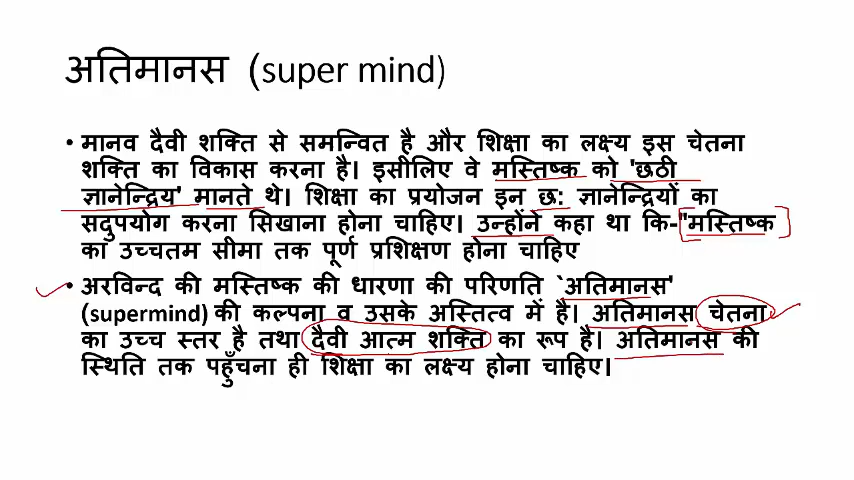 अतिमानस (super mind)
• मानव दैवी शक्ति से समन्वित है और शिक्षा का लक्ष्य इस चेतना
शक्ति का विकास करना है। इसीलिए वे मस्तिष्क को 'छठी
ज्ञानेन्द्रिय' मानते थे। शिक्षा का प्रयोजन इन छ: ज्ञानेन्द्रियों का
सदुपयोग करना सिखाना होना चाहिए। उन्होंने कहा था कि-"मस्तिष्क
का उच्चतम सीमा तक पूर्ण प्रशिक्षण होना चाहिए
• अरविन्द की मस्तिष्क की धारणा की परिणति `अतिमानस'
(supermind) की कल्पना व उसके अस्तित्व में है। अतिमानस चेतना
का उच्च स्तर है तथा दैवी आत्म शक्ति का रूप है। अतिमानस की
स्थिति तक पहुँचना ही शिक्षा का लक्ष्य होना चाहिए।